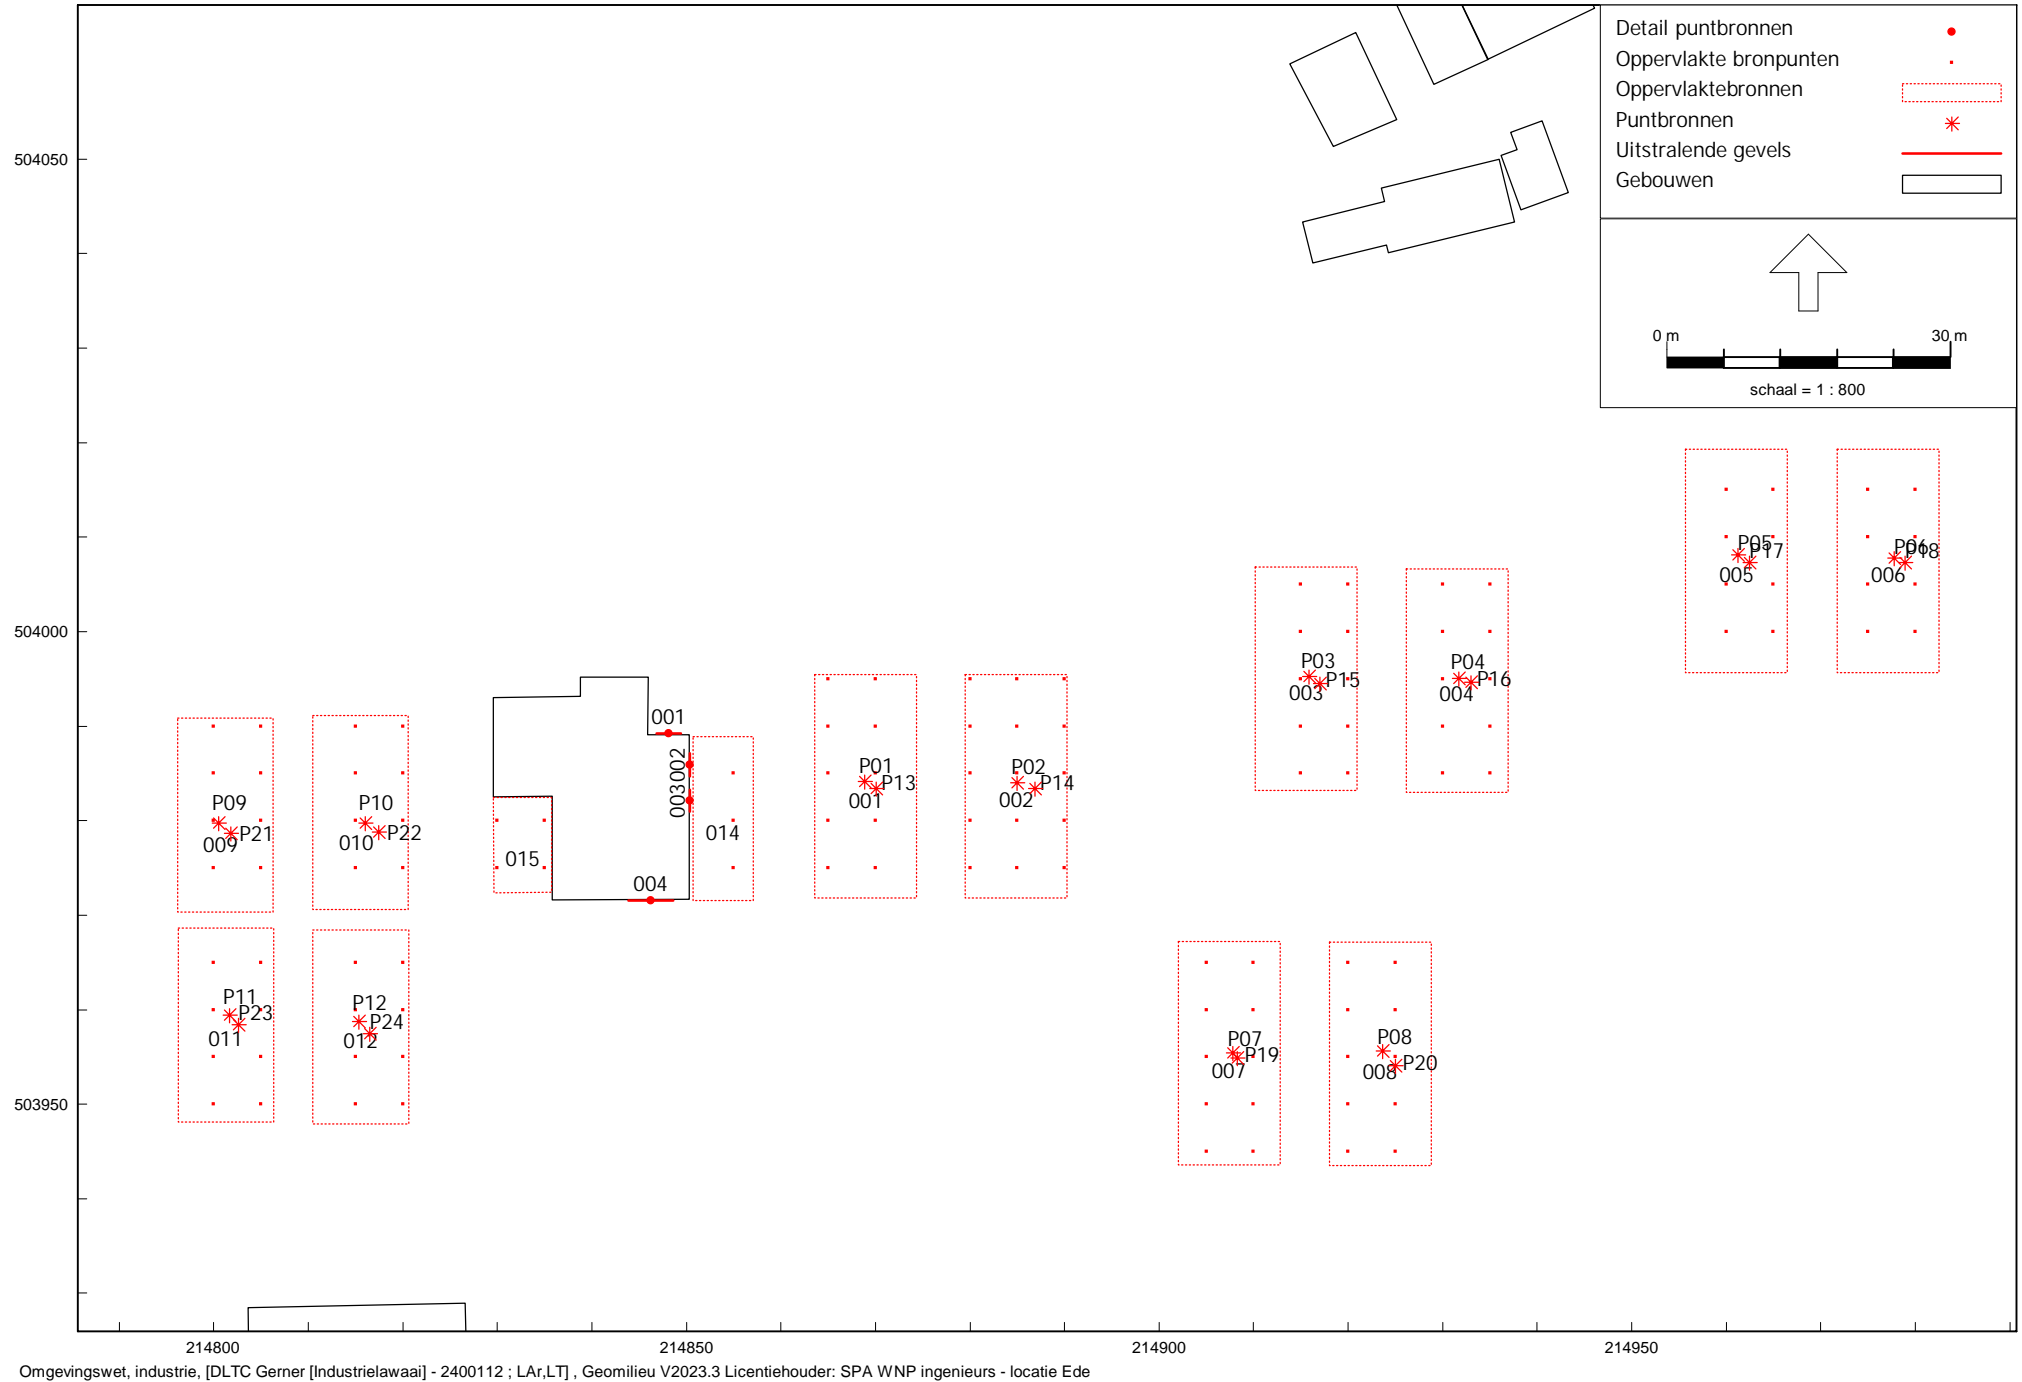 Detail puntbronnen
Oppervlakte bronpunten
Oppervlaktebronnen
Puntbronnen
Uitstralende gevels
Gebouwen
0 m 30 m
schaal = 1 : 800
504050
504000
503950
214800 214850 214900 214950
P05
P17
005
P06
P18
006
P03
P15
003
P04
P16
004
001
002
003
014
015
004
P01
P13
001
P02
P14
002
P09
P21
009
P10
P22
010
P11
P23
011
P12
P24
012
P07
P19
007
P08
P20
008
Omgevingswet, industrie, [DLTC Gerner [Industrielawaai] - 2400112 ; LAr,LT] , Geomilieu V2023.3 Licentiehouder: SPA WNP ingenieurs - locatie Ede